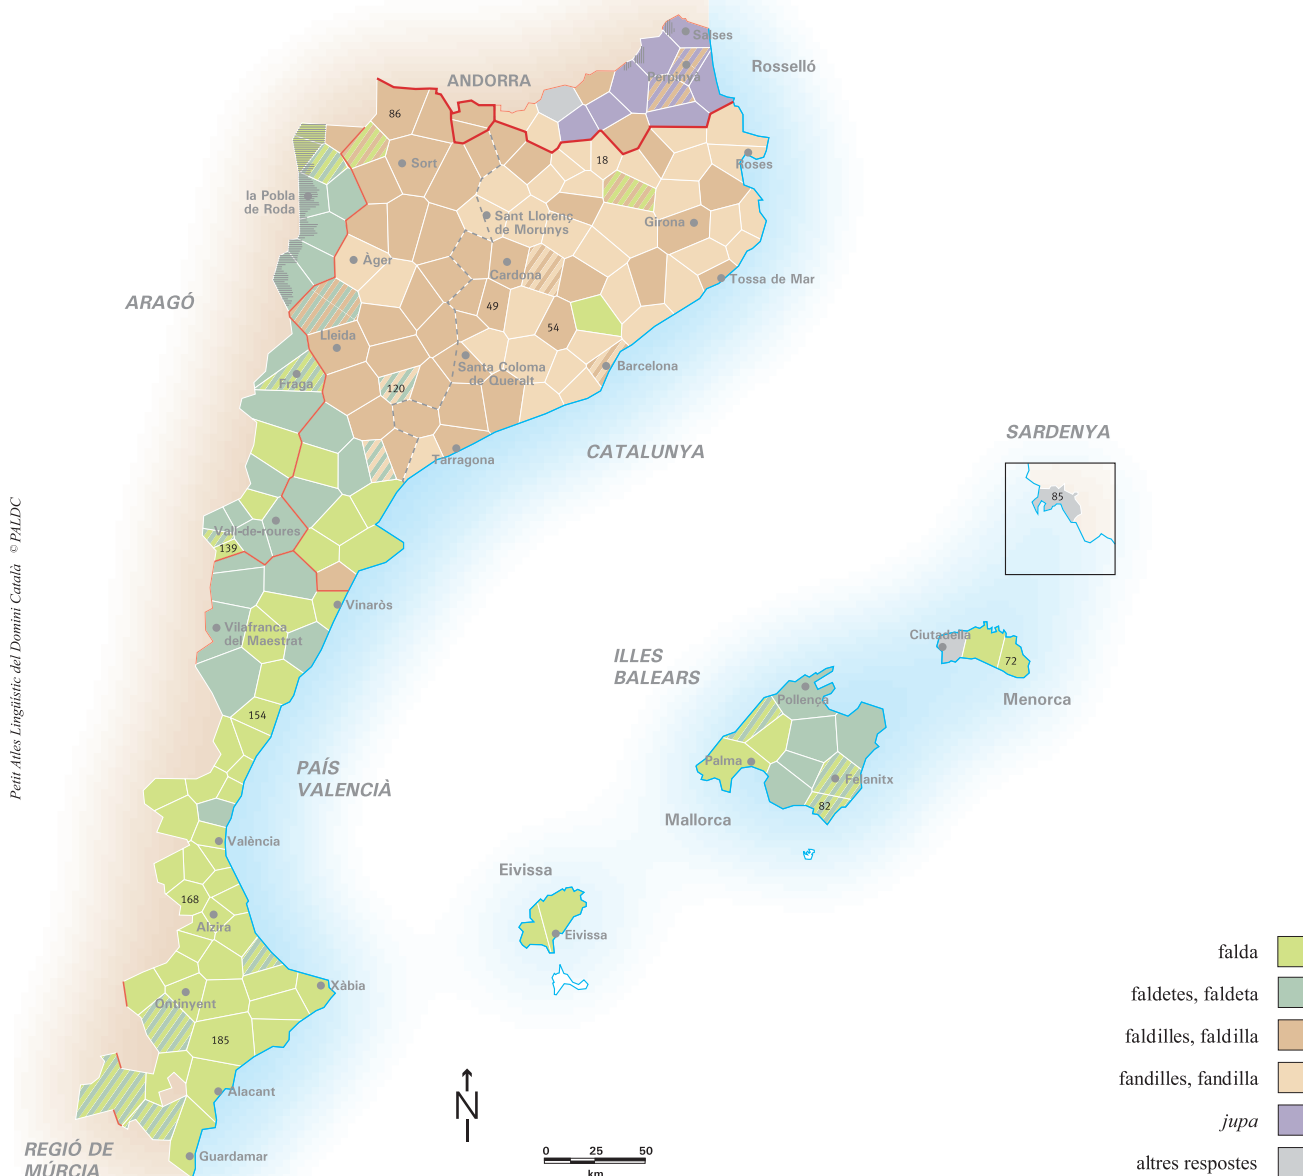 Salses
Rosselló
Perpinyà
ANDORRA
86
Sort
18
Roses
la Pobla
de Roda
Sant Llorenç
de Morunys
Girona
Àger
Cardona
Tossa de Mar
ARAGÓ
49
54
Lleida
Santa Coloma
de Queralt
Barcelona
Fraga
120
SARDENYA
CATALUNYA
Tarragona
85
Vall-de-roures
139
Petit Atles Lingüístic del Domini Català © PALDC
Vinaròs
Vilafranca
del Maestrat
Ciutadella
72
ILLES
BALEARS
Menorca
Pollença
154
Palma
Felanitx
PAÍS
VALENCIÀ
82
Mallorca
València
Eivissa
168
Alzira
Eivissa
falda
Xàbia
Ontinyent
faldetes, faldeta
185
faldilles, faldilla
Alacant
fandilles, fandilla
N
jupa
REGIÓ DE
MÚRCIA
Guardamar
0 25 50
km
altres respostes